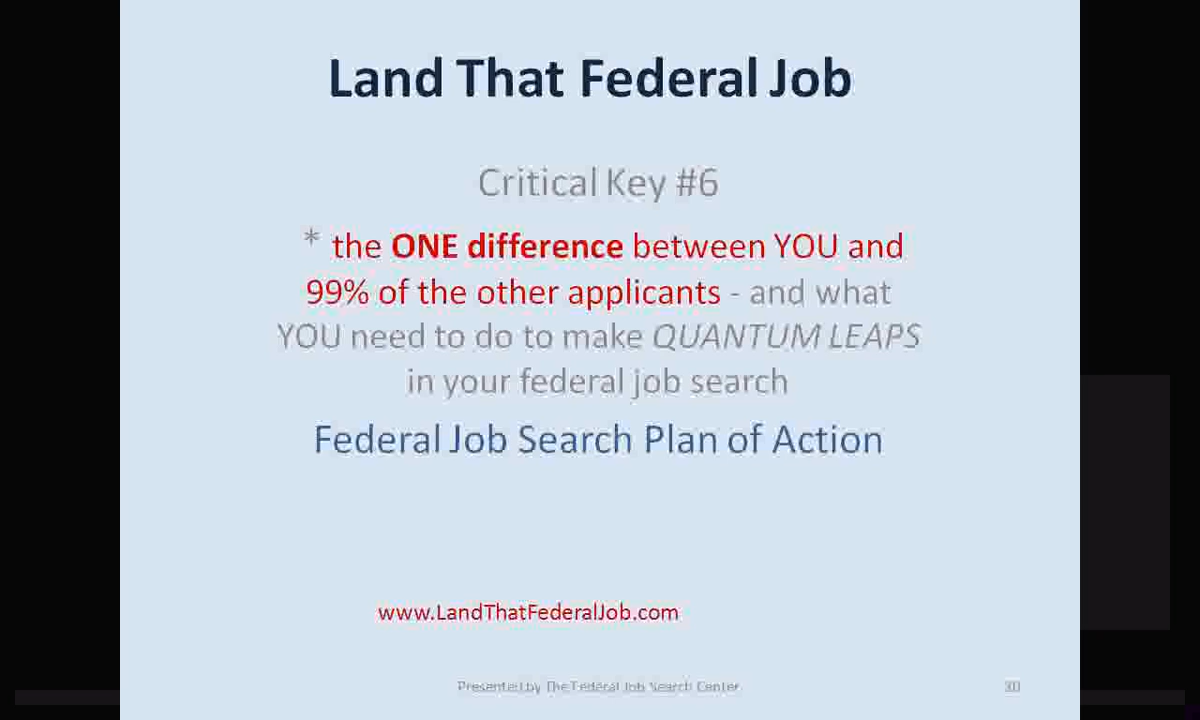 Land That Federal Job
Critical Key #6
* the ONE difference between YOU and
99% of the other applicants - and what
YOU need to do to make QUANTUM LEAPS
in your federal job search
Federal Job Search Plan of Action
www.LandThatFederalJob.com
Presented by The Federal Job Search Center